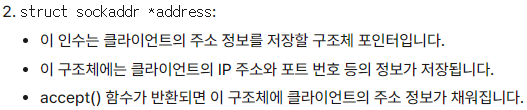 2. struct sockaddr *address:
• 이 인수는 클라이언트의 주소 정보를 저장할 구조체 포인터입니다.
• 이 구조체에는 클라이언트의 IP 주소와 포트 번호 등의 정보가 저장됩니다.
• accept() 함수가 반환되면 이 구조체에 클라이언트의 주소 정보가 채워집니다.